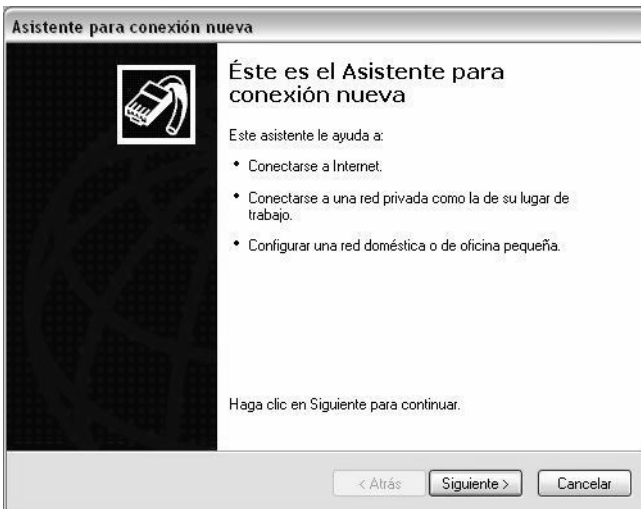 Asistente para conexión nueva
Éste es el Asistente para
conexión nueva
Este asistente le ayuda a:
• Conectarse a Internet.
• Conectarse a una red privada como la de su lugar de
trabajo.
• Configurar una red doméstica o de oficina pequeña.
Haga clic en Siguiente para continuar.
< Atrás Siguiente > Cancelar